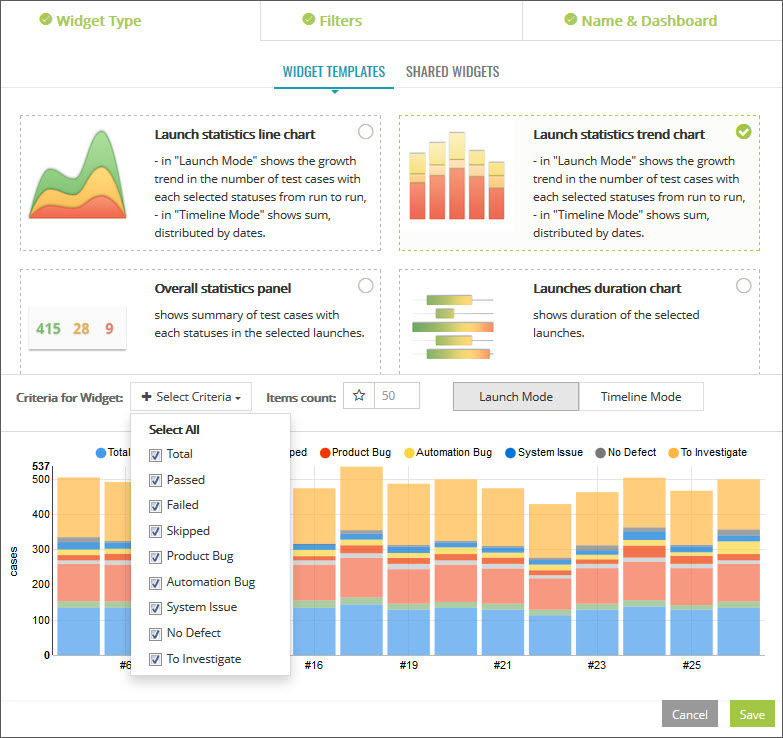 Widget Type
Filters
Name & Dashboard
WIDGET TEMPLATES
SHARED WIDGETS
Launch statistics line chart
- in "Launch Mode" shows the growth
trend in the number of test cases with
each selected statuses from run to run,
- in "Timeline Mode" shows sum,
distributed by dates.
Launch statistics trend chart
- in "Launch Mode" shows the growth
trend in the number of test cases with
each selected statuses from run to run,
- in "Timeline Mode" shows sum,
distributed by dates.
415 28 9
Overall statistics panel
shows summary of test cases with
each statuses in the selected launches.
Launches duration chart
shows duration of the selected
launches.
Criteria for Widget:
Select Criteria
Items count:
50
Launch Mode
Timeline Mode
Select All
Total
Passed
Failed
Skipped
Product Bug
Automation Bug
System Issue
No Defect
To Investigate
Total
pped
Product Bug
Automation Bug
System Issue
No Defect
To Investigate
cases
537
500
400
300
200
100
0
#6
#16
#19
#21
#23
#25
Cancel
Save